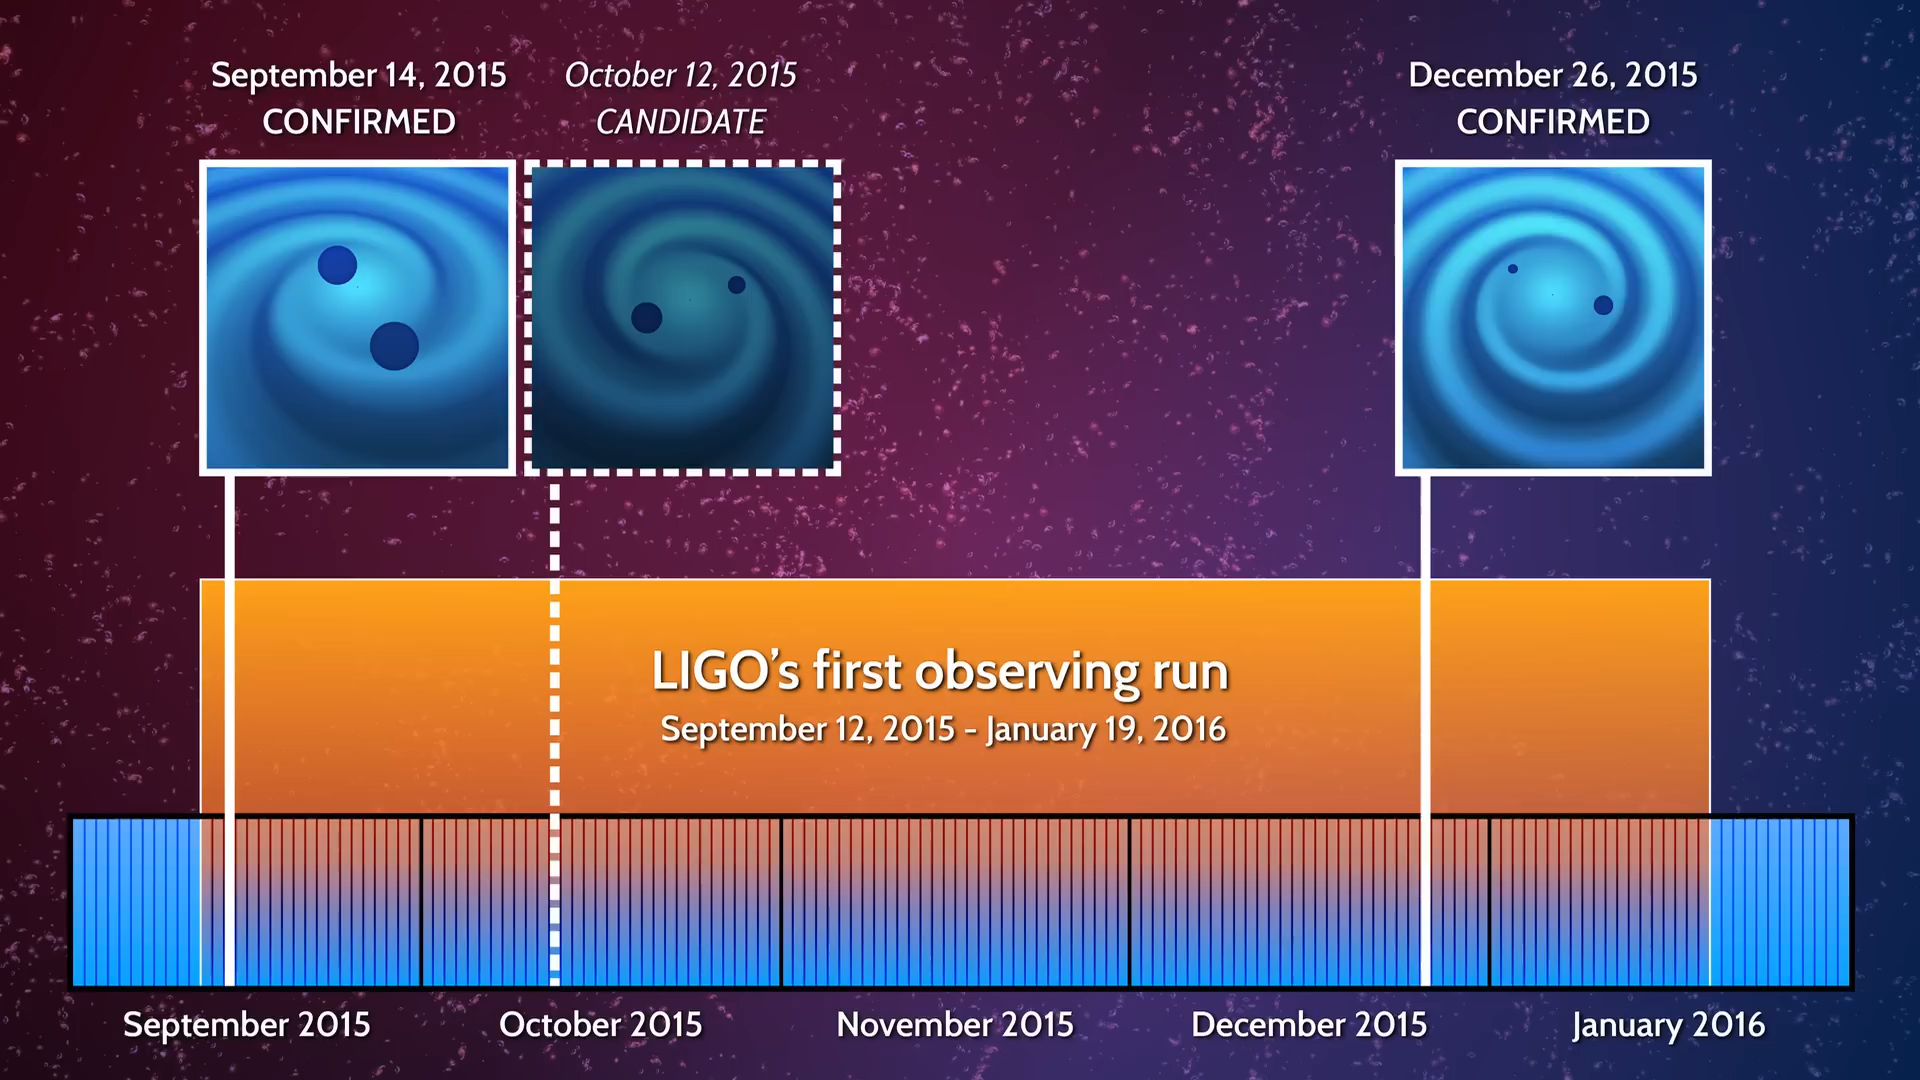 September 14, 2015
CONFIRMED
October 12, 2015
CANDIDATE
December 26, 2015
CONFIRMED
LIGO’s first observing run
September 12, 2015 - January 19, 2016
September 2015
October 2015
November 2015
December 2015
January 2016